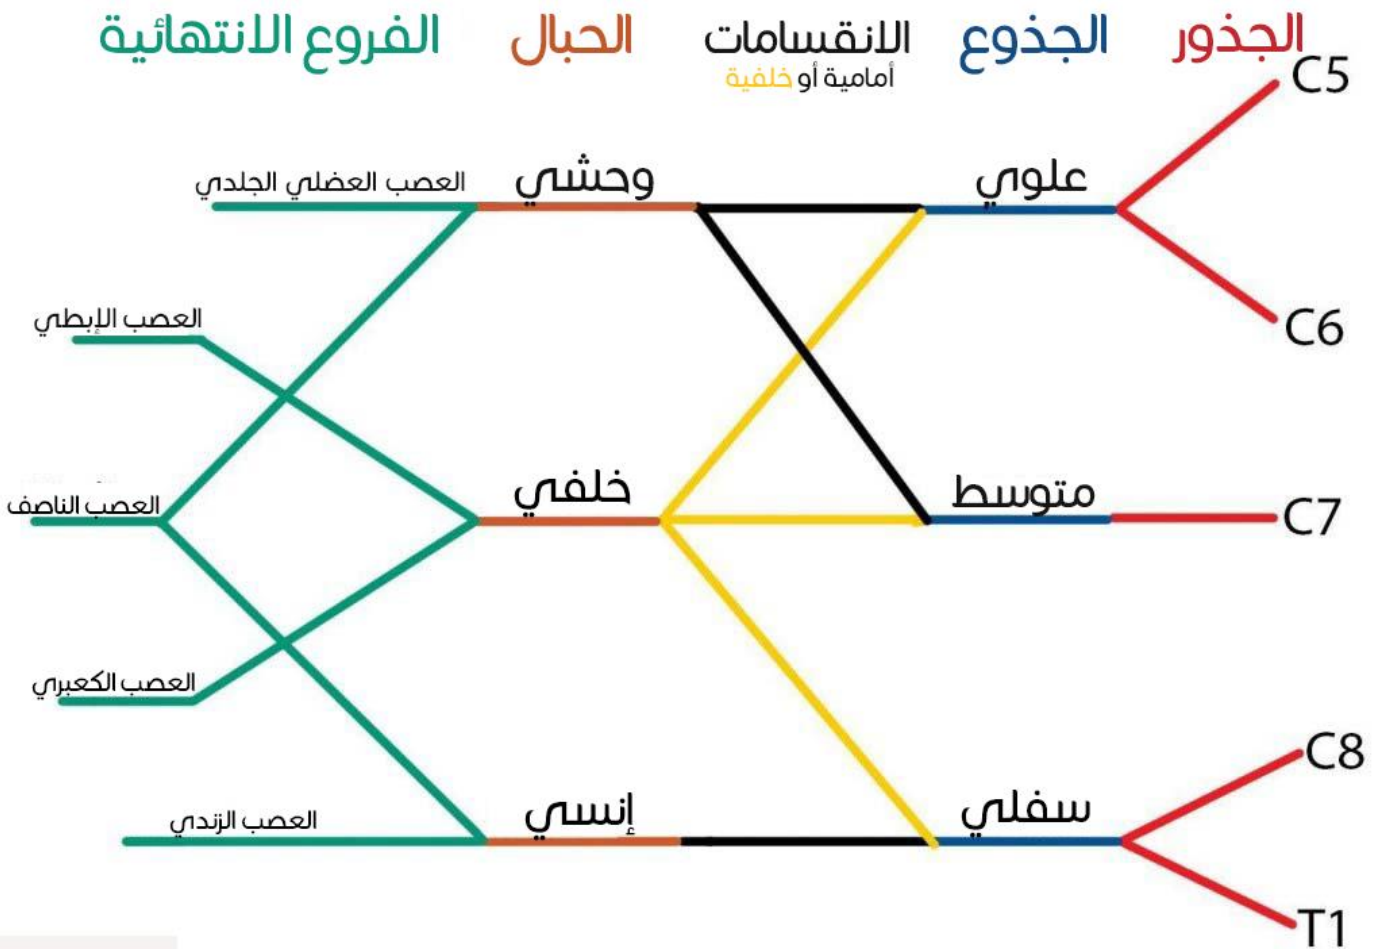 الجذور
الجذوع
الانقسامات
أمامية أو خلفية
الحبال
الفروع الانتهائية
C5
علوي
وحشي
العصب العضلي الجلدي
C6
العصب الإبطي
C7
متوسط
خلفي
العصب الناصف
العصب الكعبري
C8
سفلي
إنسي
العصب الزندي
T1